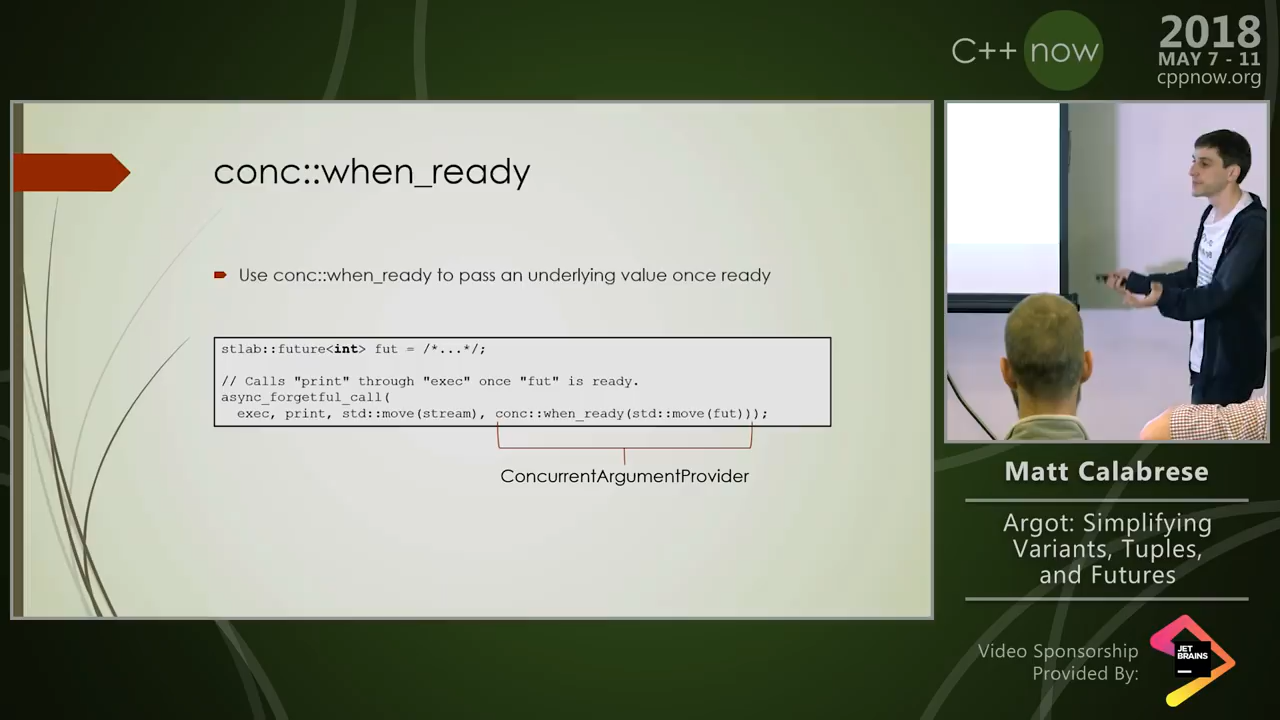 C++ now
2018
MAY 7 - 11
cppnow.org
conc::when_ready
Use conc::when_ready to pass an underlying value once ready
stlab::future<int> fut = /*...*/;
// Calls "print" through "exec" once "fut" is ready.
async_forgetful_call(
exec, print, std::move(stream), conc::when_ready(std::move(fut)));
ConcurrentArgumentProvider
Matt Calabrese
Argot: Simplifying
Variants, Tuples,
and Futures
Video Sponsorship
Provided By:
JET
BRAINS